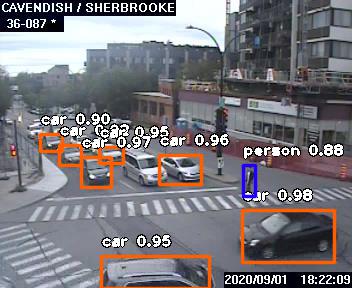 CAVENDISH / SHERBROOKE
36-087 *
car 0.90
car 0.95
car 0.97
car 0.96
person 0.88
car 0.98
car 0.95
2020/09/01 18:22:09